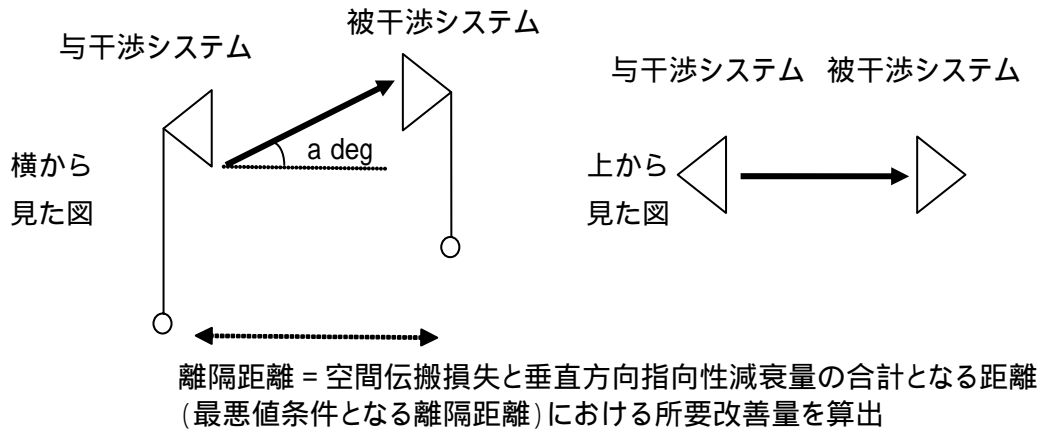 与干渉システム
被干渉システム
a deg
横から
見た図
与干渉システム 被干渉システム
上から
見た図
離隔距離 = 空間伝搬損失と垂直方向指向性減衰量の合計となる距離
(最悪値条件となる離隔距離)における所要改善量を算出